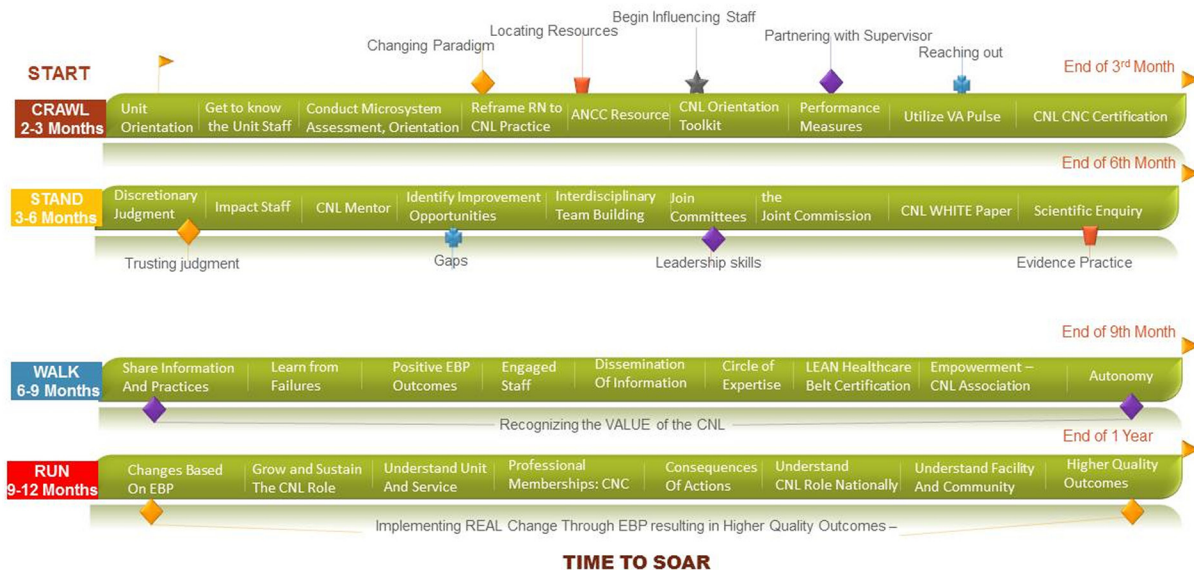 Begin Influencing Staff
Locating Resources
Partnering with Supervisor
Changing Paradigm
Reaching out
START
End of 3rd Month
CRAWL
2-3 Months
Unit
Orientation
Get to know
the Unit Staff
Conduct Microsystem
Assessment, Orientation
Reframe RN to
CNL Practice
ANCC Resource
CNL Orientation
Toolkit
Performance
Measures
Utilize VA Pulse
CNL CNC Certification
End of 6th Month
STAND
3-6 Months
Discretionary
Judgment
Impact Staff
CNL Mentor
Identify Improvement
Opportunities
Interdisciplinary
Team Building
Join
Committees
the
Joint Commission
CNL WHITE Paper
Scientific Enquiry
Trusting judgment
Gaps
Leadership skills
Evidence Practice
End of 9th Month
WALK
6-9 Months
Share Information
And Practices
Learn from
Failures
Positive EBP
Outcomes
Engaged
Staff
Dissemination
Of Information
Circle of
Expertise
LEAN Healthcare
Belt Certification
Empowerment –
CNL Association
Autonomy
Recognizing the VALUE of the CNL
End of 1 Year
RUN
9-12 Months
Changes Based
On EBP
Grow and Sustain
The CNL Role
Understand Unit
And Service
Professional
Memberships: CNC
Consequences
Of Actions
Understand
CNL Role Nationally
Understand Facility
And Community
Higher Quality
Outcomes
Implementing REAL Change Through EBP resulting in Higher Quality Outcomes –
TIME TO SOAR